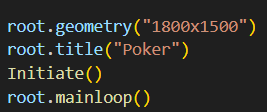 root.geometry("1800x1500")
root.title("Poker")
Initiate()
root.mainloop()